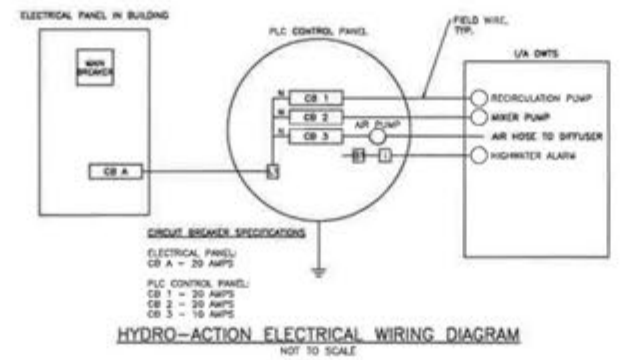 ELECTRICAL PANEL IN BUILDING
MAIN
BREAKER
CB A
PLC CONTROL PANEL
N CB 1
N CB 2
N CB 3
AIR PUMP
L1
FIELD WIRE,
TYP.
I/A OWTS
RECIRCULATION PUMP
MIXER PUMP
AIR HOSE TO DIFFUSER
HIGHWATER ALARM
CIRCUIT BREAKER SPECIFICATIONS
ELECTRICAL PANEL:
CB A - 20 AMPS
PLC CONTROL PANEL:
CB 1 - 20 AMPS
CB 2 - 20 AMPS
CB 3 - 10 AMPS
HYDRO-ACTION ELECTRICAL WIRING DIAGRAM
NOT TO SCALE